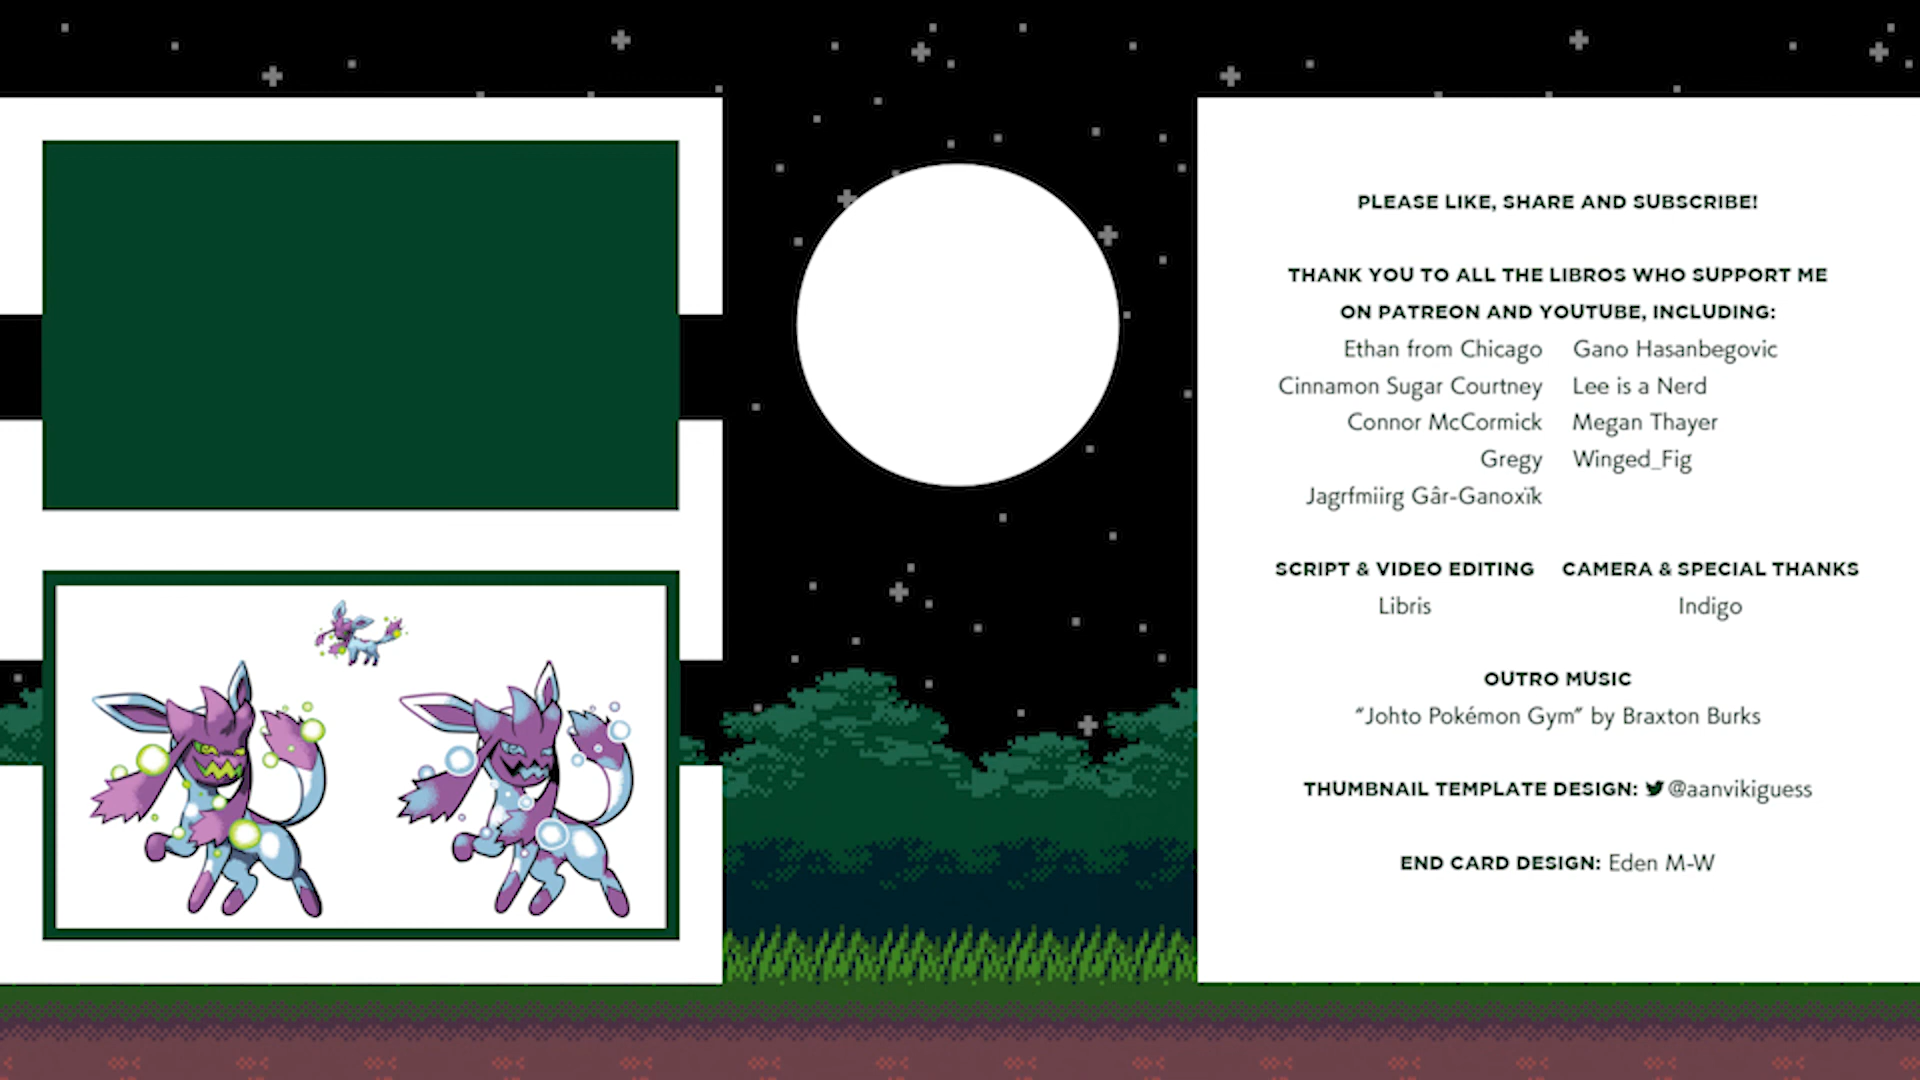 PLEASE LIKE, SHARE AND SUBSCRIBE!
THANK YOU TO ALL THE LIBROS WHO SUPPORT ME
ON PATREON AND YOUTUBE, INCLUDING:
Ethan from Chicago Gano Hasanbegovic
Cinnamon Sugar Courtney Lee is a Nerd
Connor McCormick Megan Thayer
Gregy Winged_Fig
Jagrfmiirg Gâr-Ganoxïk
SCRIPT & VIDEO EDITING CAMERA & SPECIAL THANKS
Libris Indigo
OUTRO MUSIC
"Johto Pokémon Gym" by Braxton Burks
THUMBNAIL TEMPLATE DESIGN: @aanvikiguess
END CARD DESIGN: Eden M-W